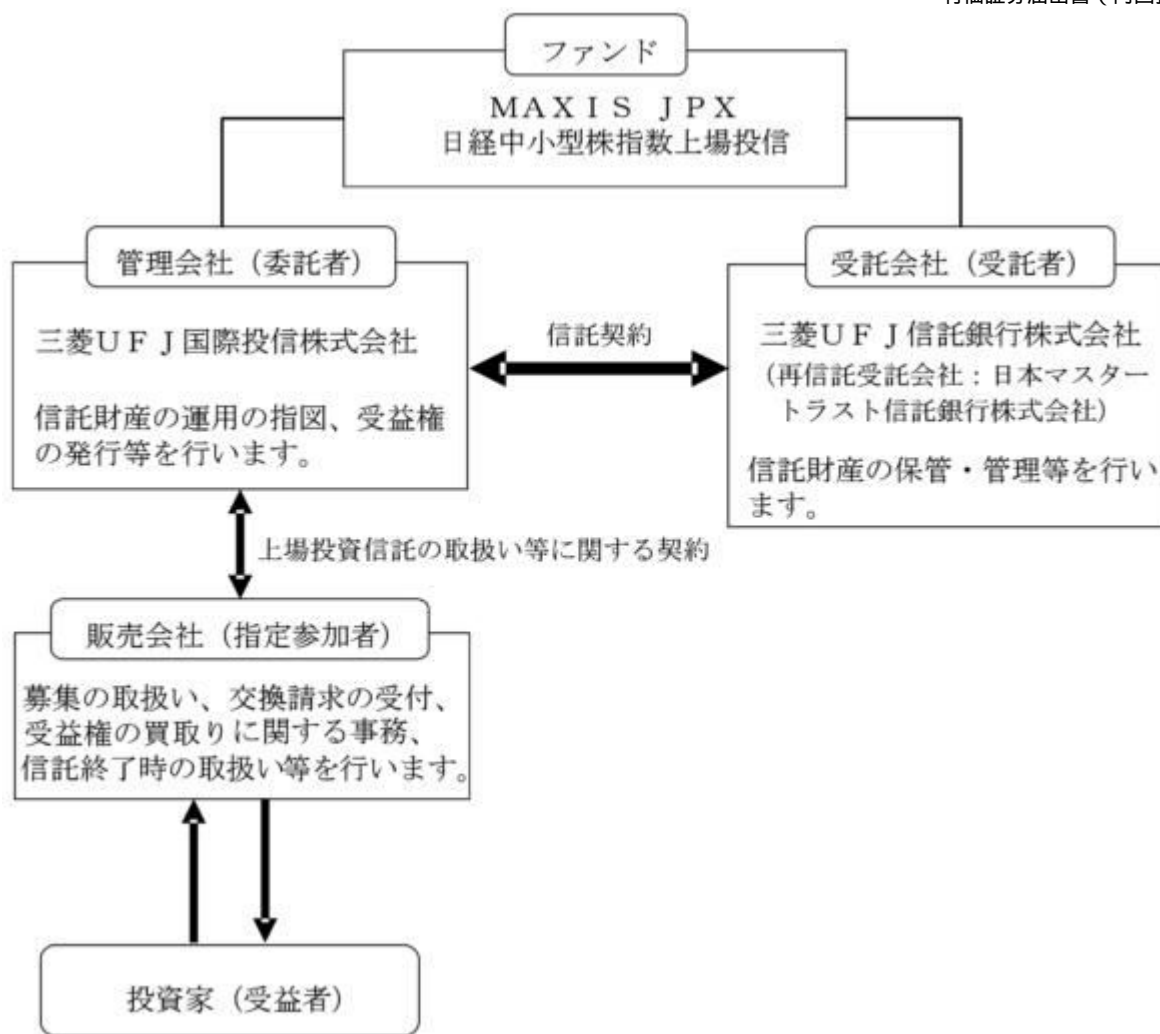 ファンド
ＭＡＸＩＳ ＪＰＸ
日経中小型株指数上場投信
管理会社（委託者）
三菱ＵＦＪ国際投信株式会社
信託財産の運用の指図、受益権
の発行等を行います。
信託契約
受託会社（受託者）
三菱ＵＦＪ信託銀行株式会社
（再信託受託会社：日本マスター
トラスト信託銀行株式会社）
信託財産の保管・管理等を行い
ます。
上場投資信託の取扱い等に関する契約
販売会社（指定参加者）
募集の取扱い、交換請求の受付、
受益権の買取りに関する事務、
信託終了時の取扱い等を行います。
投資家（受益者）